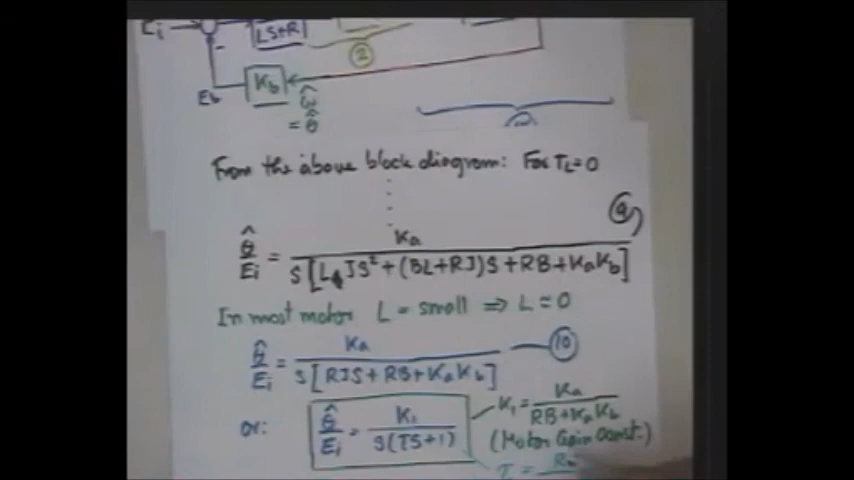 Ei
LS+R
2
Kb
Eb
ω̂
= θ̂
From the above block diagram: For TL=0
9
θ̂/Ei = Ka / S[LJS²+(BL+RJ)S+RB+KaKb]
In most motor L = small ⇒ L = 0
θ̂/Ei = Ka / S[RJS+RB+KaKb] — 10
or: θ̂/Ei = K1 / S(TS+1)
K1 = Ka / RB+KaKb
(Motor Gain Const.)
T =